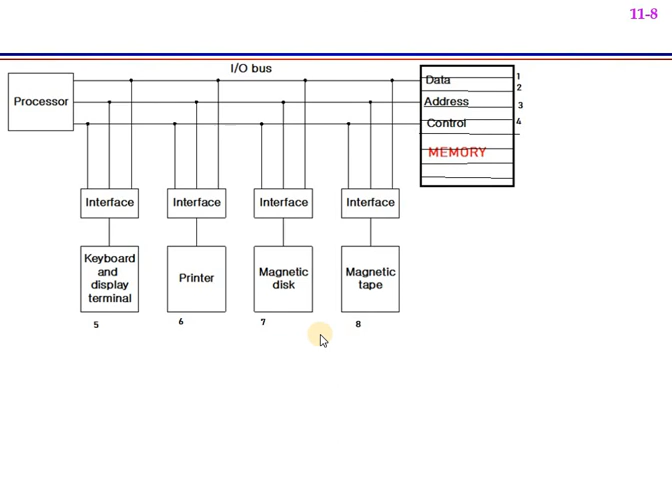 11-8
I/O bus
Processor
Data
Address
Control
MEMORY
1
2
3
4
Interface
Interface
Interface
Interface
Keyboard
and
display
terminal
Printer
Magnetic
disk
Magnetic
tape
5
6
7
8